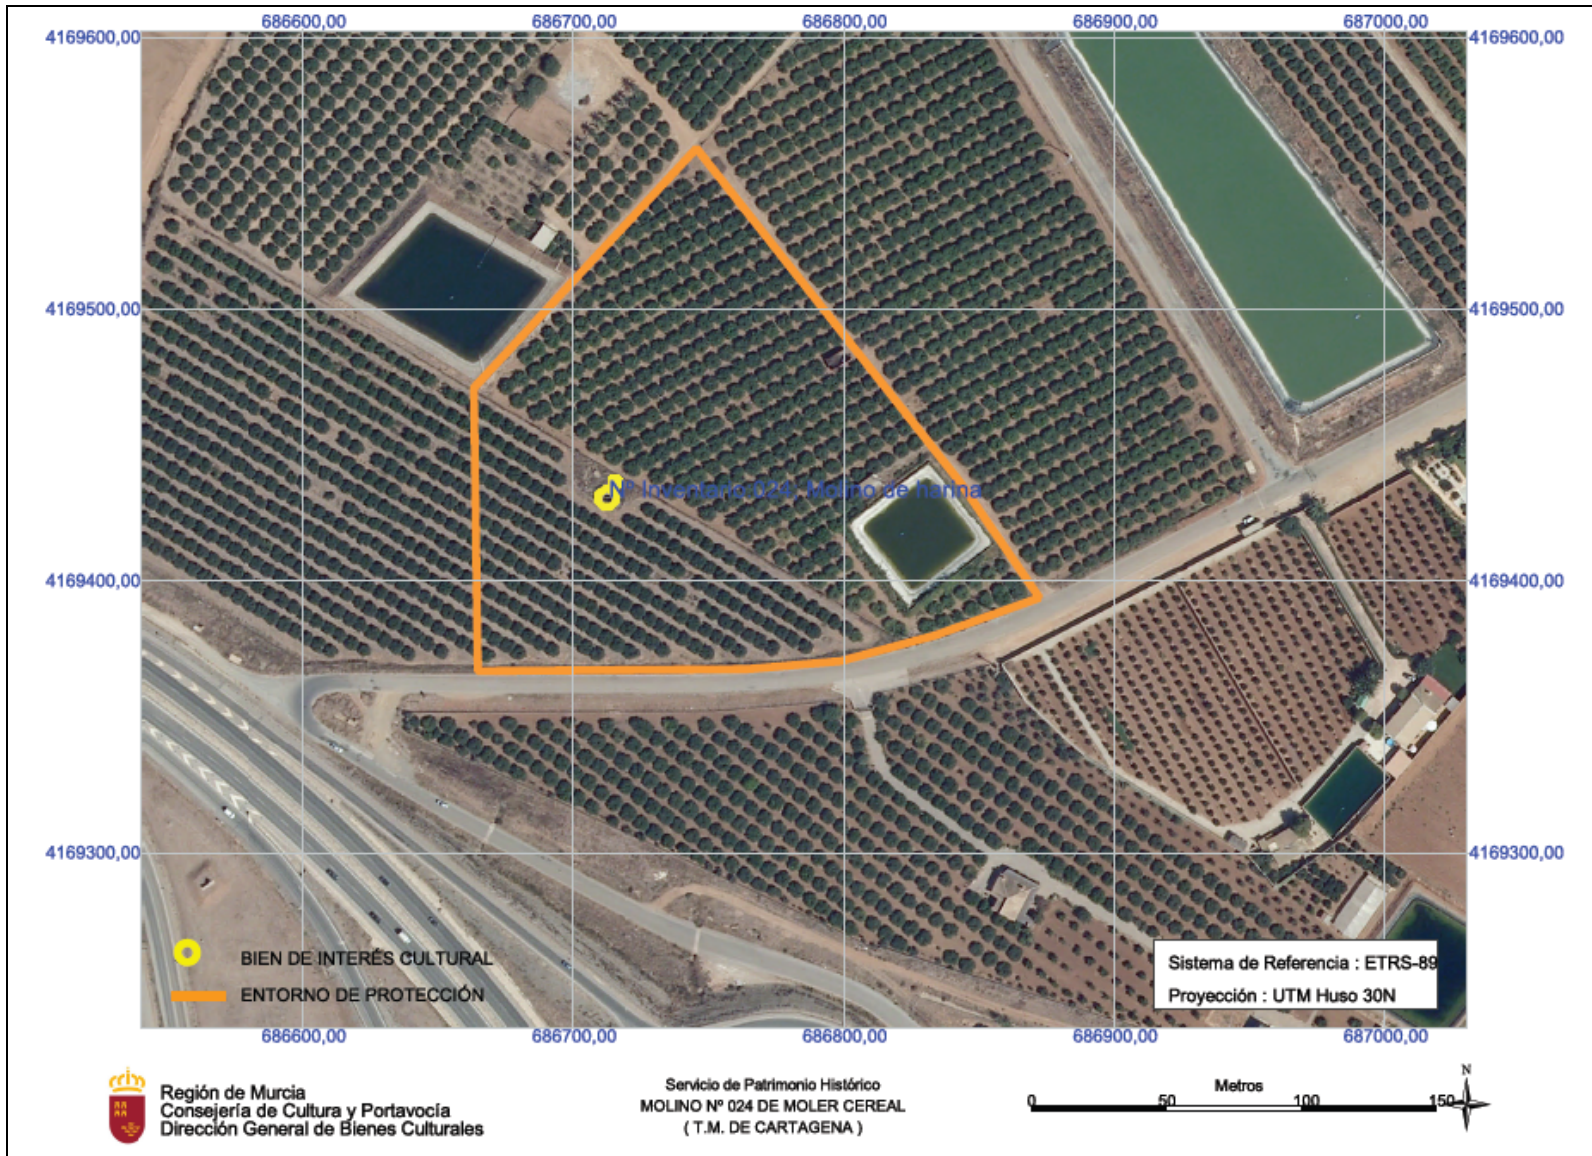 686600,00 686700,00 686800,00 686900,00 687000,00
4169600,00 4169600,00
4169500,00 4169500,00
Nº Inventario 024, Molino de harina
4169400,00 4169400,00
4169300,00 4169300,00
BIEN DE INTERÉS CULTURAL
ENTORNO DE PROTECCIÓN
Sistema de Referencia : ETRS-89
Proyección : UTM Huso 30N
686600,00 686700,00 686800,00 686900,00 687000,00
Región de Murcia
Consejería de Cultura y Portavocía
Dirección General de Bienes Culturales
Servicio de Patrimonio Histórico
MOLINO Nº 024 DE MOLER CEREAL
( T.M. DE CARTAGENA )
Metros
0 50 100 150
N